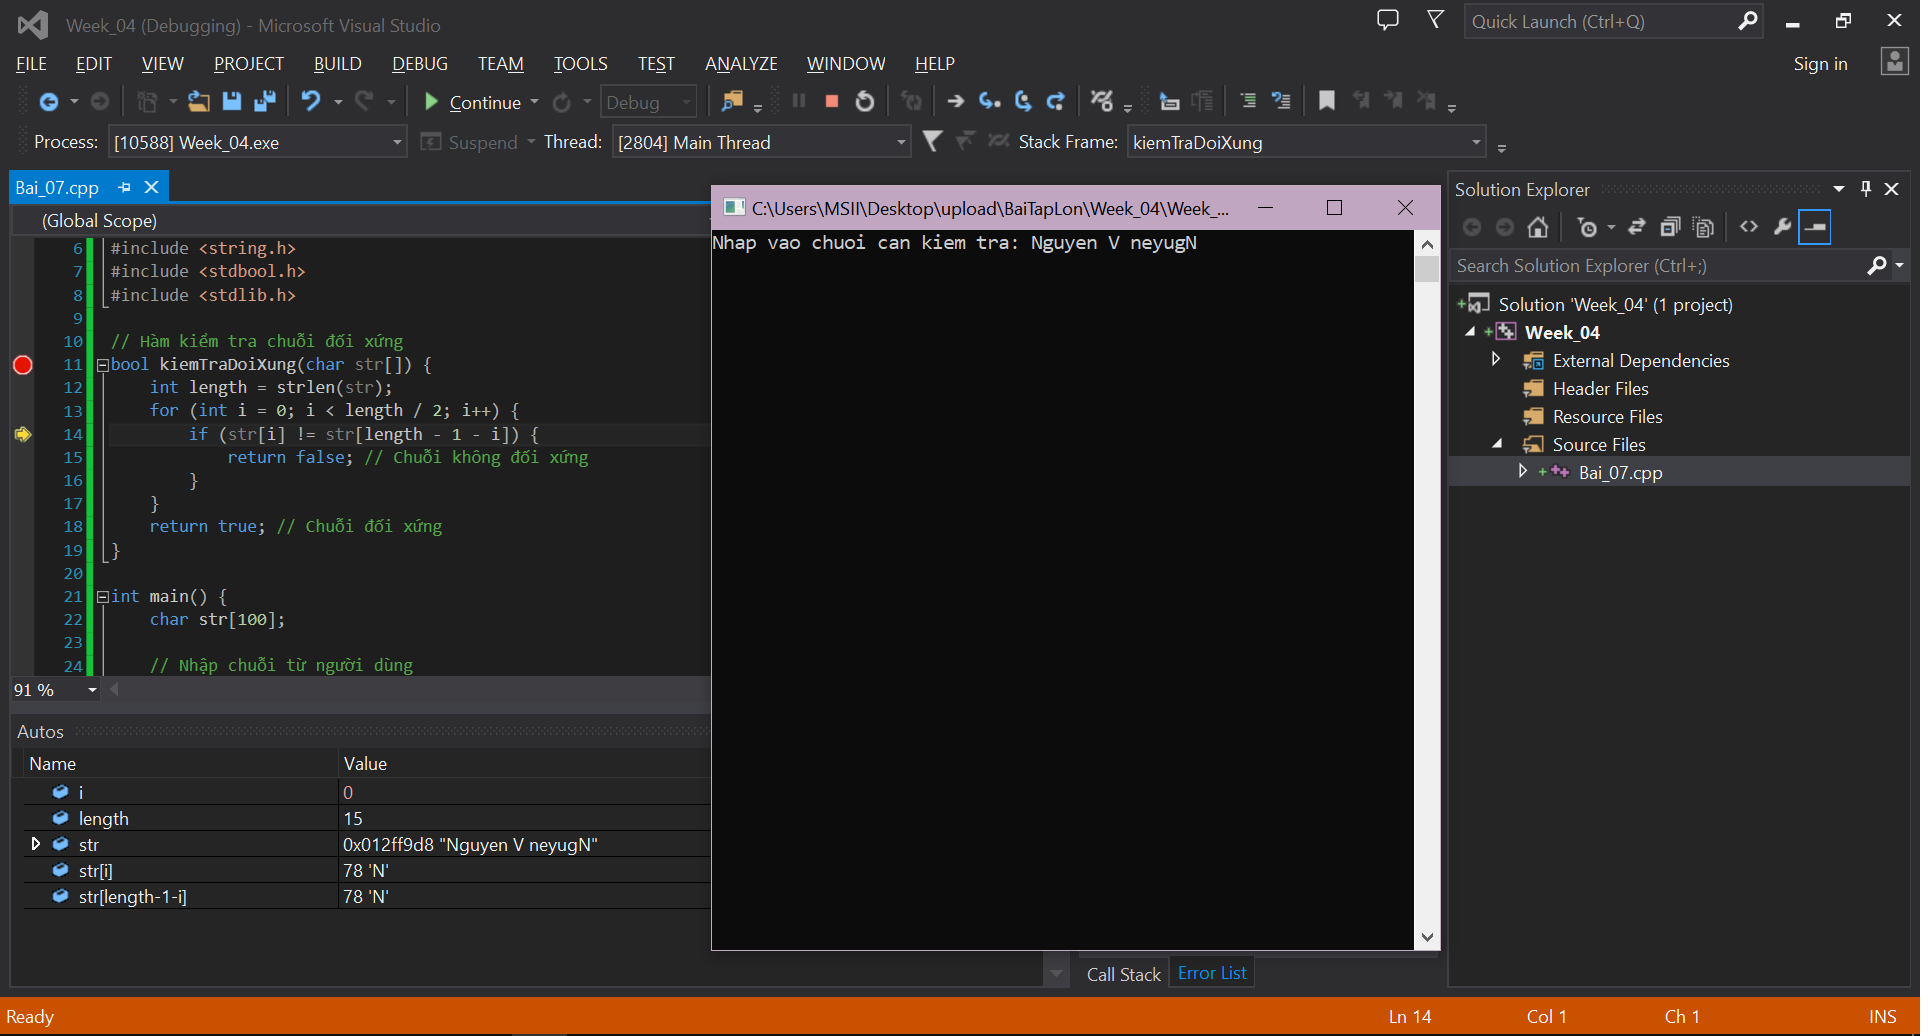 Week_04 (Debugging) - Microsoft Visual Studio
Quick Launch (Ctrl+Q)
FILE EDIT VIEW PROJECT BUILD DEBUG TEAM TOOLS TEST ANALYZE WINDOW HELP
Sign in
Continue Debug
Process: [10588] Week_04.exe Suspend Thread: [2804] Main Thread Stack Frame: kiemTraDoiXung
Bai_07.cpp
(Global Scope)
6 #include <string.h>
7 #include <stdbool.h>
8 #include <stdlib.h>
9
10 // Hàm kiểm tra chuỗi đối xứng
11 bool kiemTraDoiXung(char str[]) {
12 int length = strlen(str);
13 for (int i = 0; i < length / 2; i++) {
14 if (str[i] != str[length - 1 - i]) {
15 return false; // Chuỗi không đối xứng
16 }
17 }
18 return true; // Chuỗi đối xứng
19 }
20
21 int main() {
22 char str[100];
23
24 // Nhập chuỗi từ người dùng
91 %
Autos
Name Value
i 0
length 15
str 0x012ff9d8 "Nguyen V neyugN"
str[i] 78 'N'
str[length-1-i] 78 'N'
C:\Users\MSII\Desktop\upload\BaiTapLon\Week_04\Week_...
Nhap vao chuoi can kiem tra: Nguyen V neyugN
Call Stack Error List
Solution Explorer
Search Solution Explorer (Ctrl+;)
Solution 'Week_04' (1 project)
Week_04
External Dependencies
Header Files
Resource Files
Source Files
Bai_07.cpp
Ready Ln 14 Col 1 Ch 1 INS